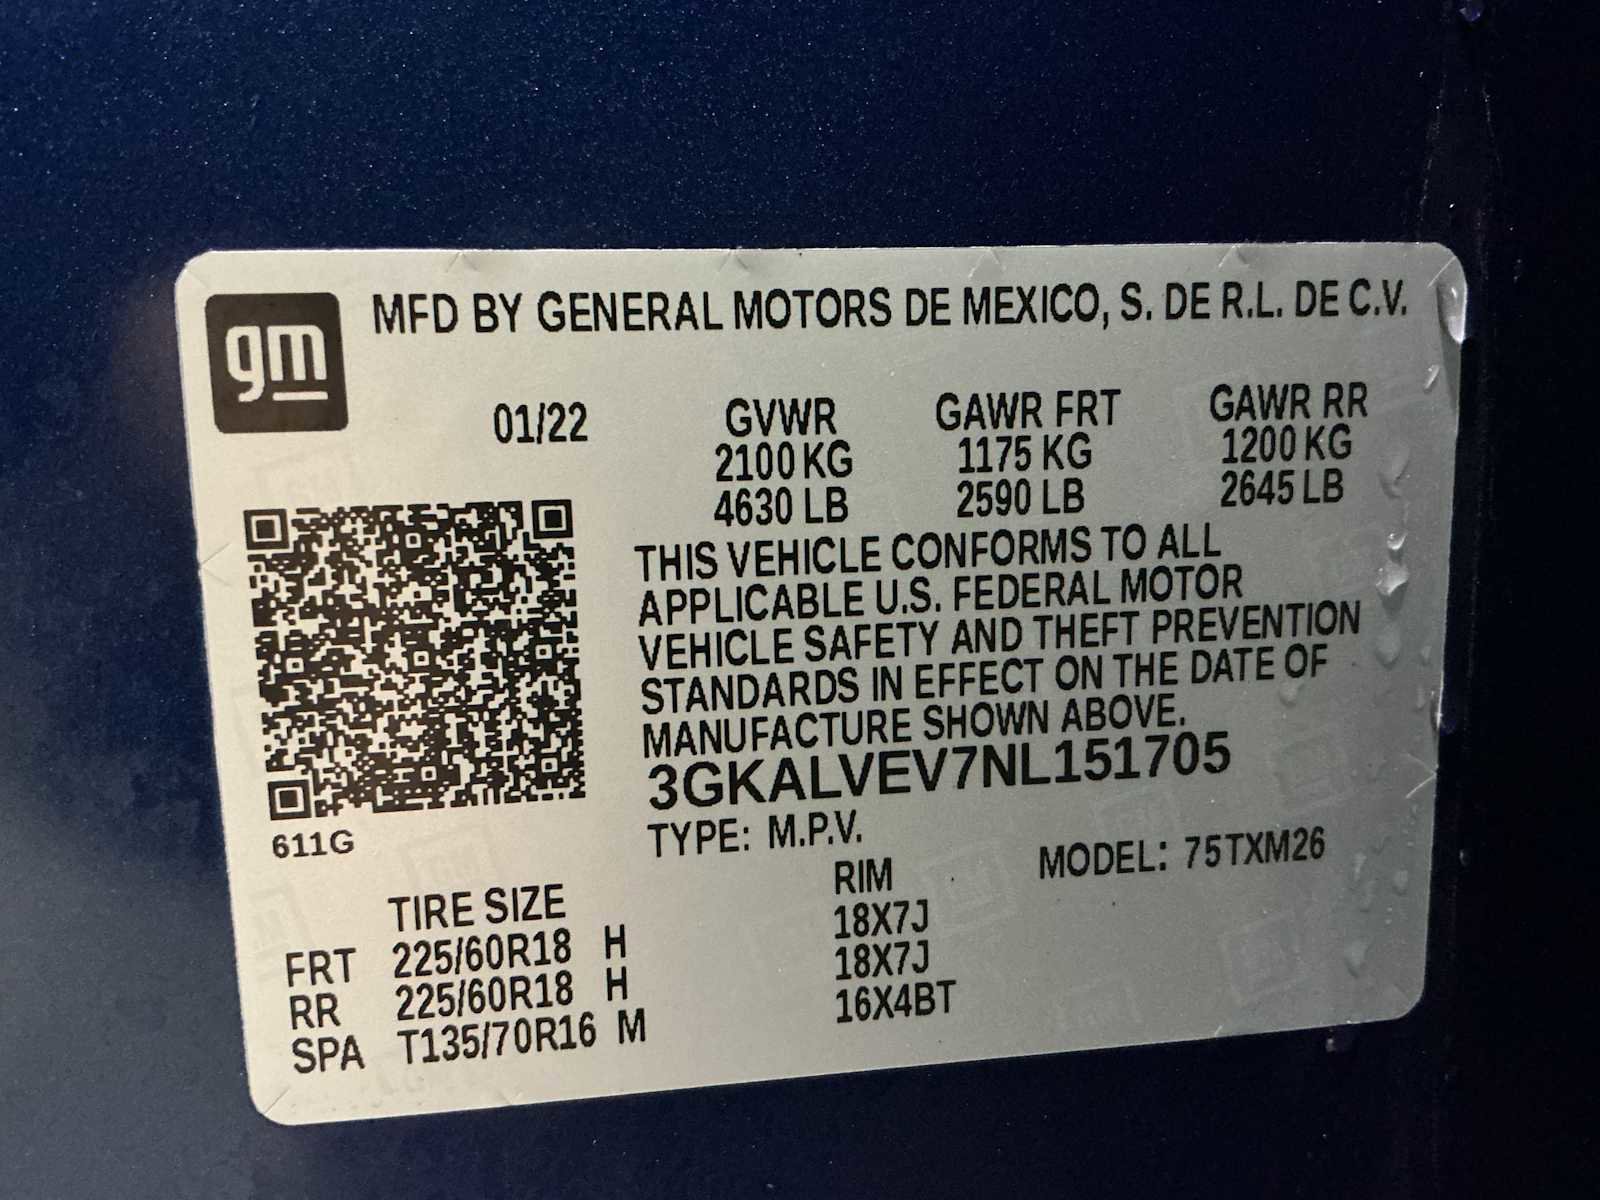 gm
MFD BY GENERAL MOTORS DE MEXICO, S. DE R.L. DE C.V.
01/22 GVWR GAWR FRT GAWR RR
2100 KG 1175 KG 1200 KG
4630 LB 2590 LB 2645 LB
THIS VEHICLE CONFORMS TO ALL
APPLICABLE U.S. FEDERAL MOTOR
VEHICLE SAFETY AND THEFT PREVENTION
STANDARDS IN EFFECT ON THE DATE OF
MANUFACTURE SHOWN ABOVE.
3GKALVEV7NL151705
611G
TYPE: M.P.V. MODEL: 75TXM26
TIRE SIZE RIM
FRT 225/60R18 H 18X7J
RR 225/60R18 H 18X7J
SPA T135/70R16 M 16X4BT